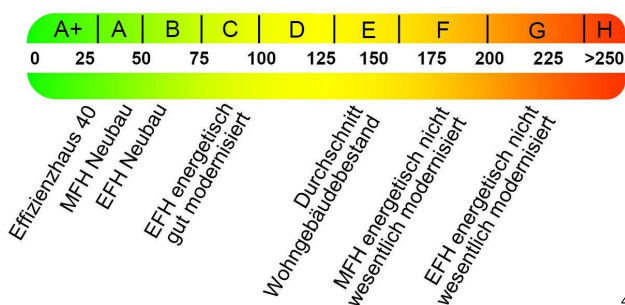 A+ A B C D E F G H
0 25 50 75 100 125 150 175 200 225 >250
Effizienzhaus 40
MFH Neubau
EFH Neubau
EFH energetisch
gut modernisiert
Durchschnitt
Wohngebäudebestand
MFH energetisch nicht
wesentlich modernisiert
EFH energetisch nicht
wesentlich modernisiert